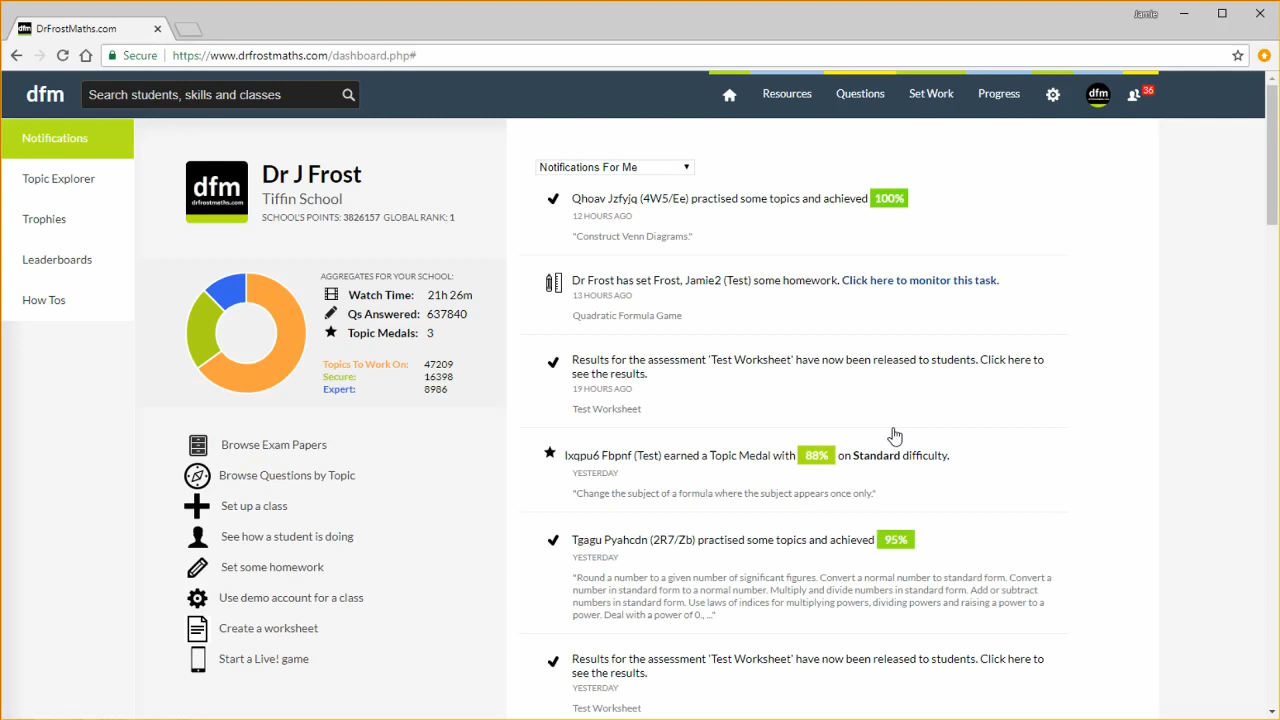 DrFrostMaths.com
Jamie
Secure https://www.drfrostmaths.com/dashboard.php#
dfm
Search students, skills and classes
Resources
Questions
Set Work
Progress
dfm
36
Notifications
Topic Explorer
Trophies
Leaderboards
How Tos
dfm
drfrostmaths.com
Dr J Frost
Tiffin School
SCHOOL'S POINTS: 3826157 GLOBAL RANK: 1
AGGREGATES FOR YOUR SCHOOL:
Watch Time: 21h 26m
Qs Answered: 637840
Topic Medals: 3
Topics To Work On: 47209
Secure: 16398
Expert: 8986
Browse Exam Papers
Browse Questions by Topic
Set up a class
See how a student is doing
Set some homework
Use demo account for a class
Create a worksheet
Start a Live! game
Notifications For Me
Qhoav Jzfyjq (4W5/Ee) practised some topics and achieved 100%
12 HOURS AGO
"Construct Venn Diagrams."
Dr Frost has set Frost, Jamie2 (Test) some homework. Click here to monitor this task.
13 HOURS AGO
Quadratic Formula Game
Results for the assessment 'Test Worksheet' have now been released to students. Click here to
see the results.
19 HOURS AGO
Test Worksheet
Ixqpu6 Fbpnf (Test) earned a Topic Medal with 88% on Standard difficulty.
YESTERDAY
"Change the subject of a formula where the subject appears once only."
Tgagu Pyahcdn (2R7/Zb) practised some topics and achieved 95%
YESTERDAY
"Round a number to a given number of significant figures. Convert a normal number to standard form. Convert a
number in standard form to a normal number. Multiply and divide numbers in standard form. Add or subtract
numbers in standard form. Use laws of indices for multiplying powers, dividing powers and raising a power to a
power. Deal with a power of 0., ..."
Results for the assessment 'Test Worksheet' have now been released to students. Click here to
see the results.
YESTERDAY
Test Worksheet